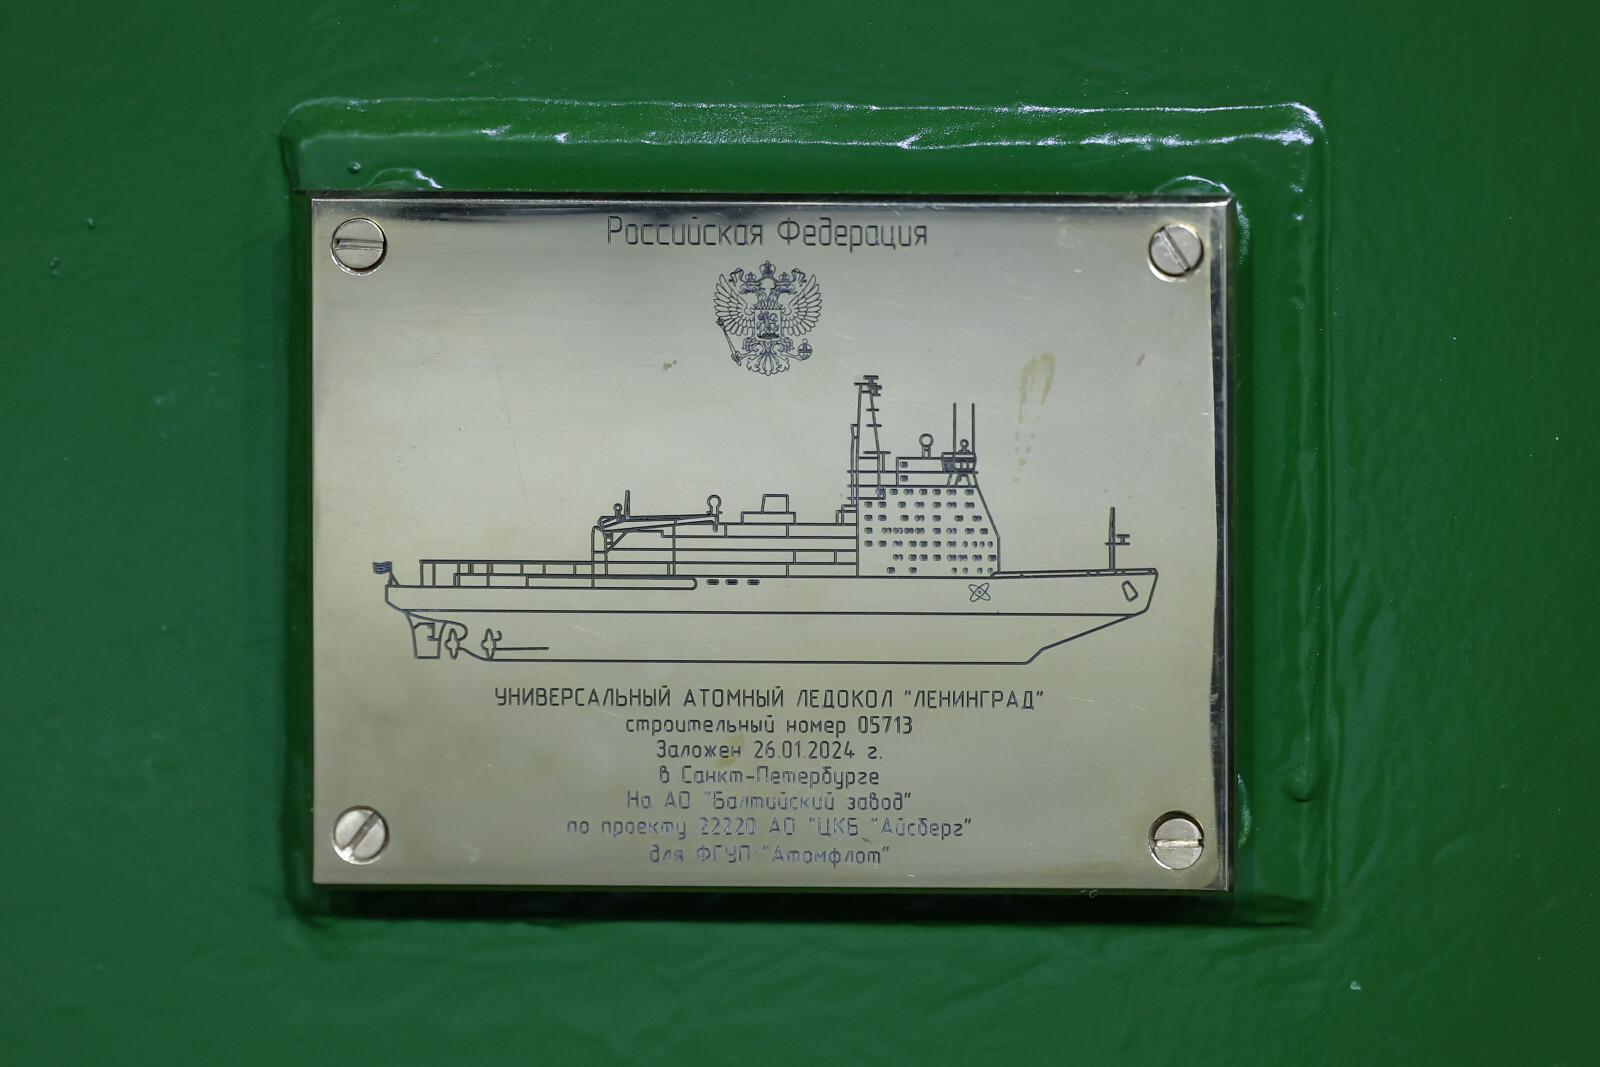 Российская Федерация
УНИВЕРСАЛЬНЫЙ АТОМНЫЙ ЛЕДОКОЛ "ЛЕНИНГРАД"
строительный номер 05713
Заложен 26.01.2024 г.
в Санкт-Петербурге
На АО "Балтийский завод"
по проекту 22220 АО "ЦКБ "Айсберг"
для ФГУП "Атомфлот"